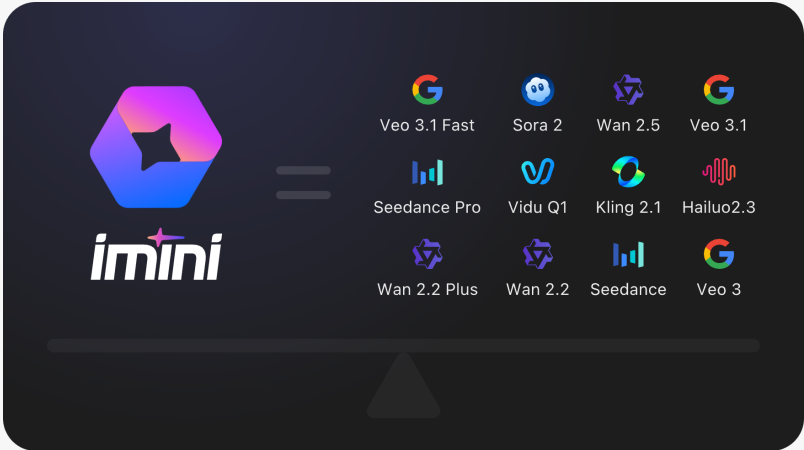 Veo 3.1 Fast
Sora 2
Wan 2.5
Veo 3.1
Seedance Pro
Vidu Q1
Kling 2.1
Hailuo2.3
imini
Wan 2.2 Plus
Wan 2.2
Seedance
Veo 3